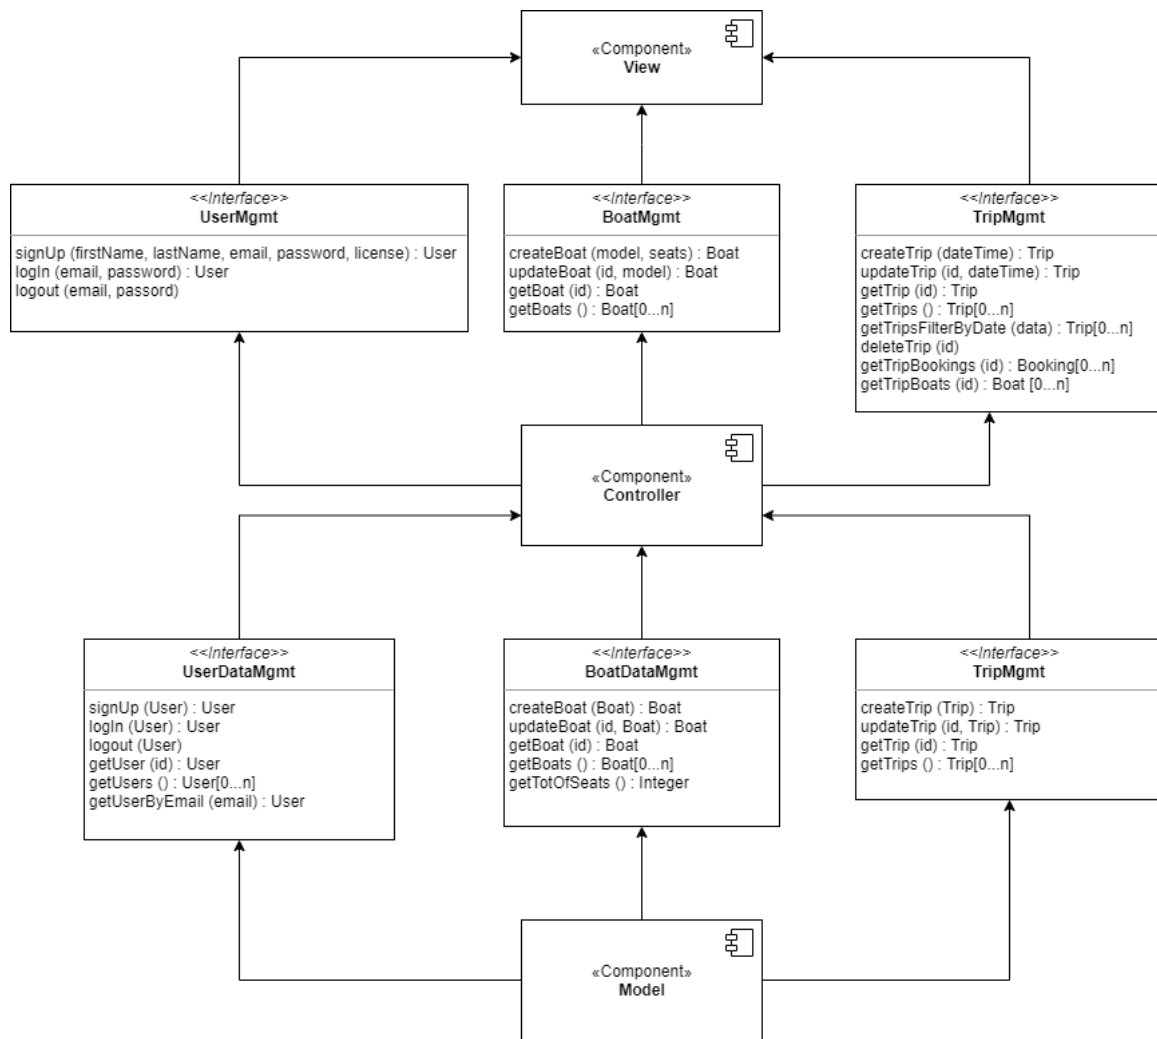 «Component»
View
<<Interface>>
UserMgmt
signUp (firstName, lastName, email, password, license) : User
logIn (email, password) : User
logout (email, passord)
<<Interface>>
BoatMgmt
createBoat (model, seats) : Boat
updateBoat (id, model) : Boat
getBoat (id) : Boat
getBoats () : Boat[0...n]
<<Interface>>
TripMgmt
createTrip (dateTime) : Trip
updateTrip (id, dateTime) : Trip
getTrip (id) : Trip
getTrips () : Trip[0...n]
getTripsFilterByDate (data) : Trip[0...n]
deleteTrip (id)
getTripBookings (id) : Booking[0...n]
getTripBoats (id) : Boat [0...n]
«Component»
Controller
<<Interface>>
UserDataMgmt
signUp (User) : User
logIn (User) : User
logout (User)
getUser (id) : User
getUsers () : User[0...n]
getUserByEmail (email) : User
<<Interface>>
BoatDataMgmt
createBoat (Boat) : Boat
updateBoat (id, Boat) : Boat
getBoat (id) : Boat
getBoats () : Boat[0...n]
getTotOfSeats () : Integer
<<Interface>>
TripMgmt
createTrip (Trip) : Trip
updateTrip (id, Trip) : Trip
getTrip (id) : Trip
getTrips () : Trip[0...n]
«Component»
Model